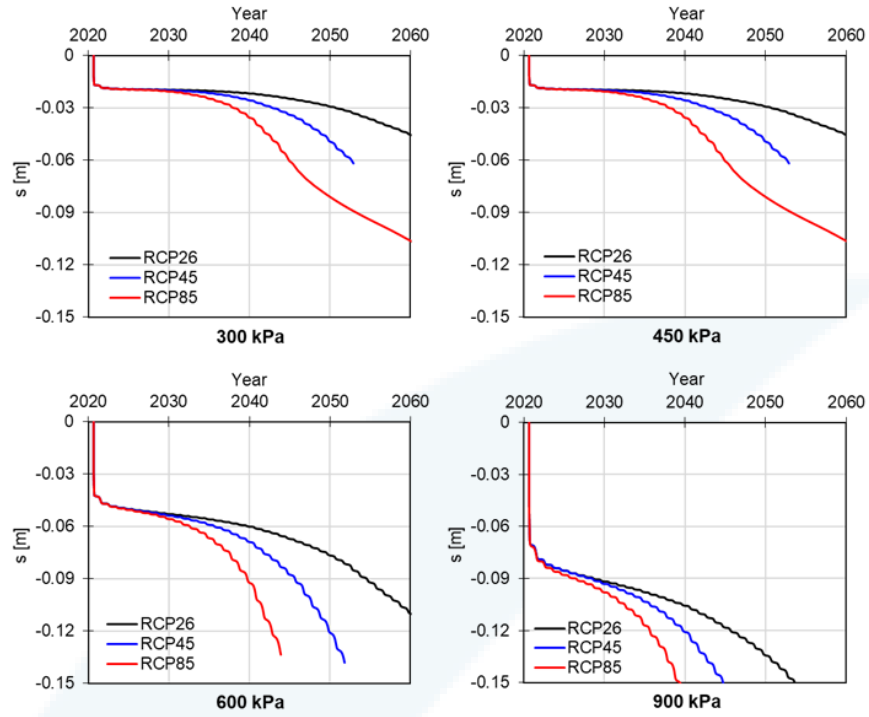 Year
2020 2030 2040 2050 2060
0
-0.03
-0.06
-0.09
-0.12
-0.15
s [m]
RCP26
RCP45
RCP85
300 kPa
Year
2020 2030 2040 2050 2060
0
-0.03
-0.06
-0.09
-0.12
-0.15
s [m]
RCP26
RCP45
RCP85
450 kPa
Year
2020 2030 2040 2050 2060
0
-0.03
-0.06
-0.09
-0.12
-0.15
s [m]
RCP26
RCP45
RCP85
600 kPa
Year
2020 2030 2040 2050 2060
0
-0.03
-0.06
-0.09
-0.12
-0.15
s [m]
RCP26
RCP45
RCP85
900 kPa